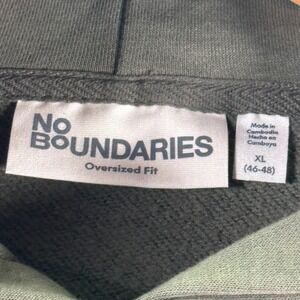 NO
BOUNDARIES
Oversized Fit
Made in
Cambodia
Hecho en
Camboya
XL
(46-48)